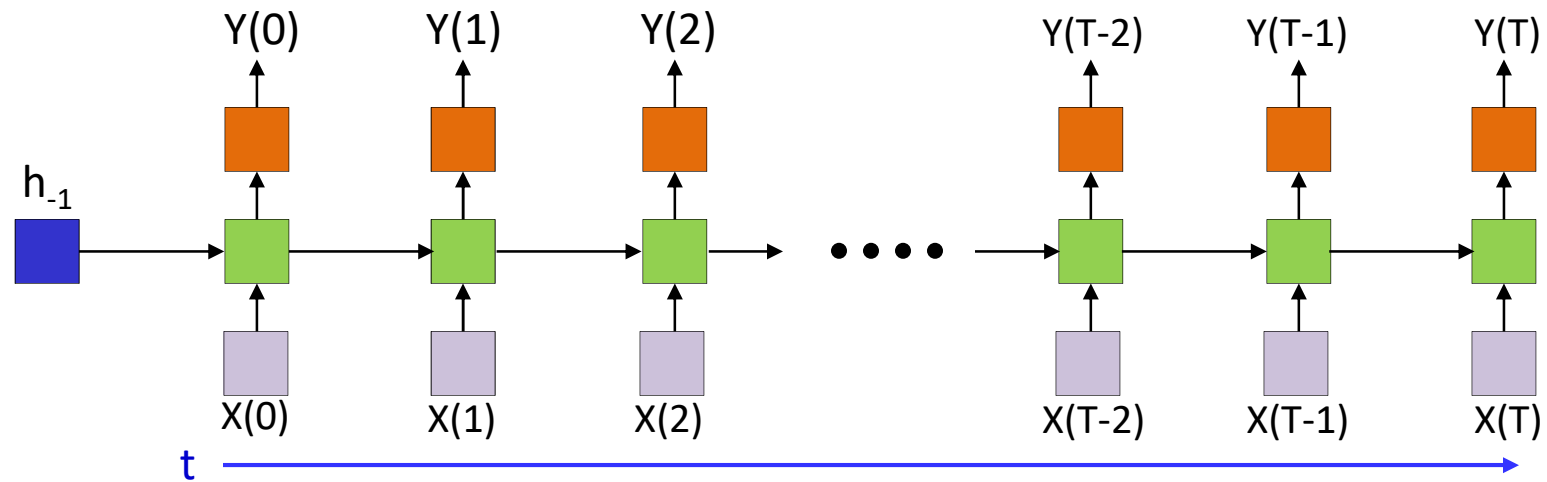 Y(0) Y(1) Y(2) Y(T-2) Y(T-1) Y(T)
h-1
X(0) X(1) X(2) X(T-2) X(T-1) X(T)
t